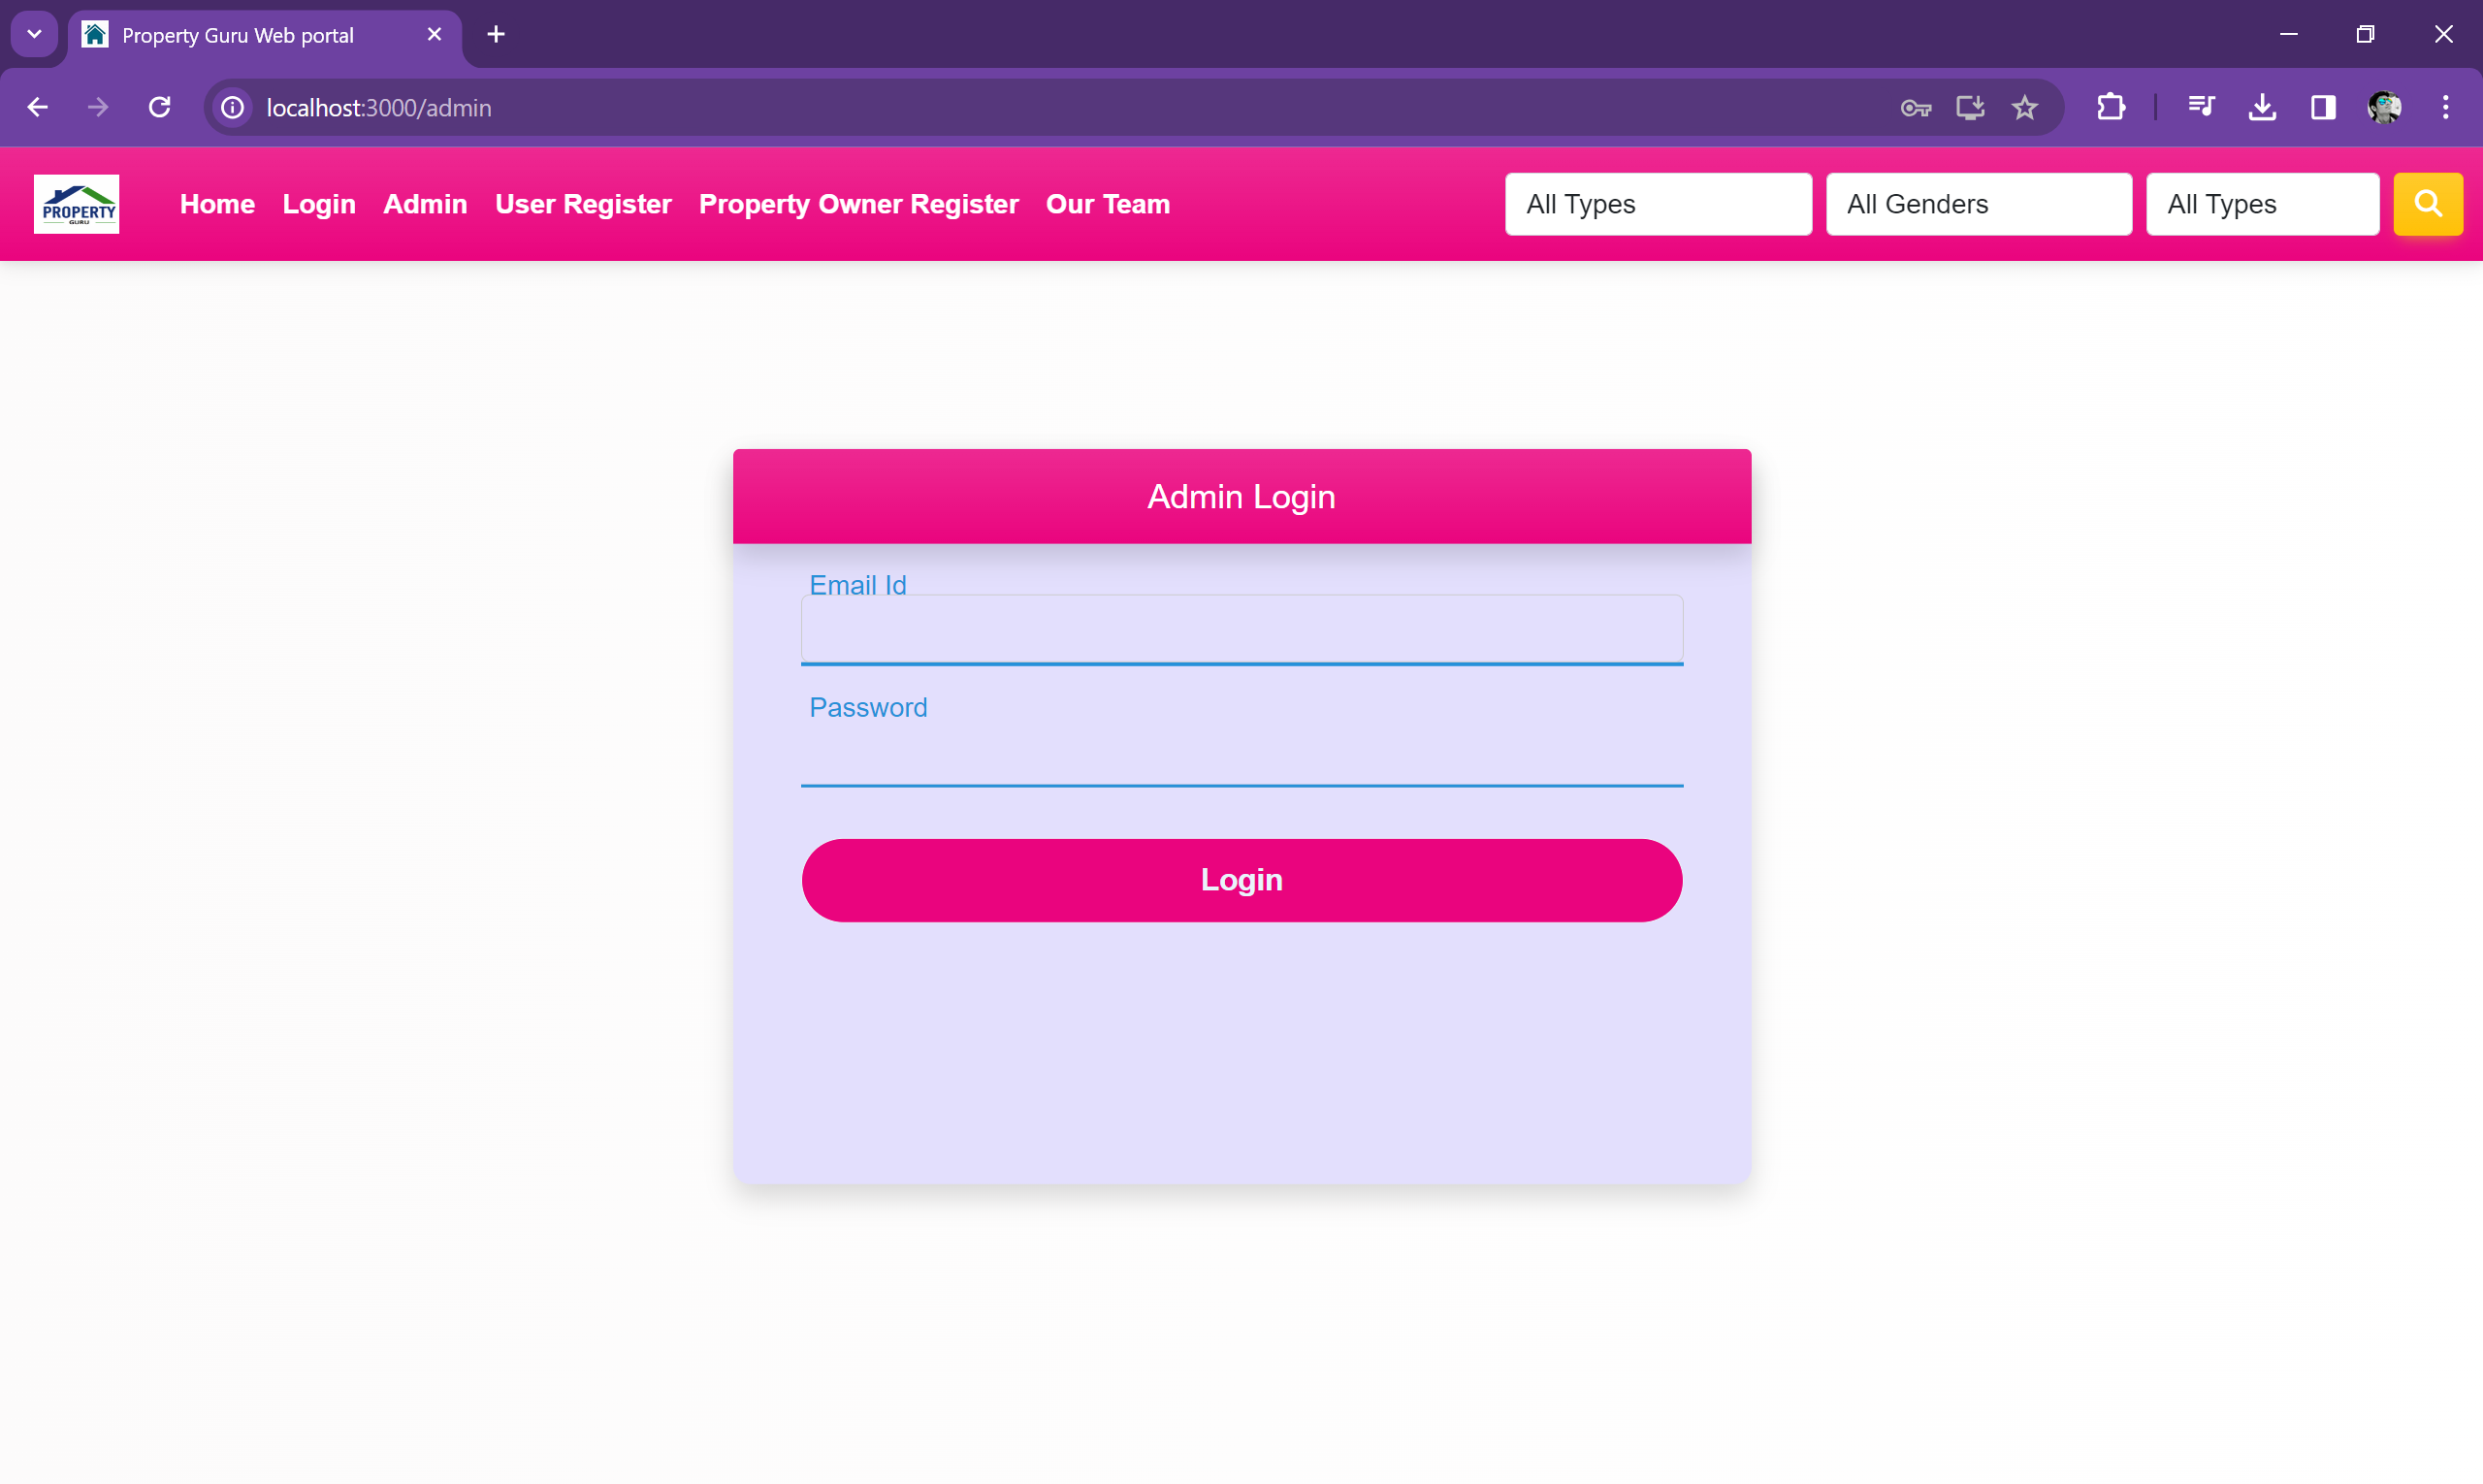 Property Guru Web portal
localhost:3000/admin
PROPERTY
GURU
Home Login Admin User Register Property Owner Register Our Team
All Types All Genders All Types
Admin Login
Email Id
Password
Login